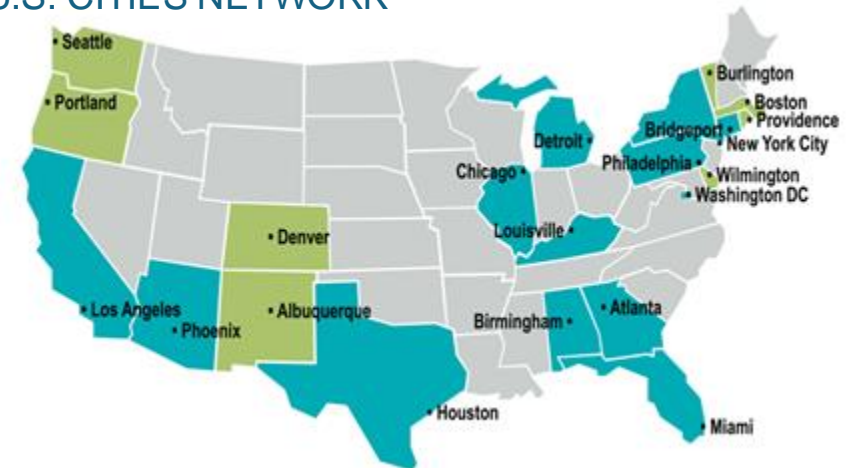 U.S. CITIES NETWORK
Seattle
Burlington
Portland
Boston
Providence
Bridgeport
Detroit
New York City
Philadelphia
Chicago
Wilmington
Washington DC
Louisville
Denver
Los Angeles
Albuquerque
Atlanta
Phoenix
Birmingham
Houston
Miami